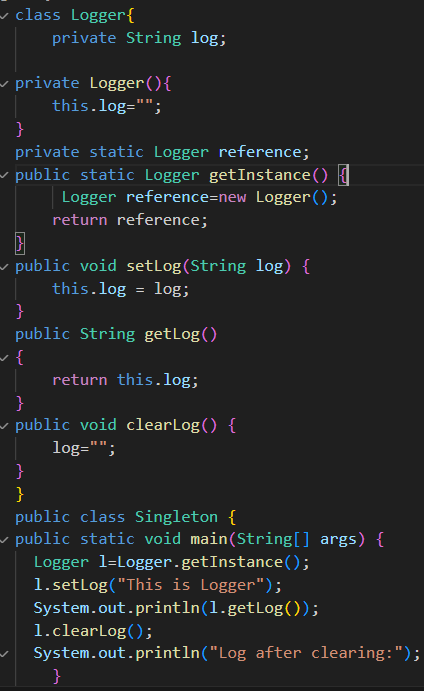 class Logger{
    private String log;

private Logger(){
    this.log="";
}
private static Logger reference;
public static Logger getInstance() {
     Logger reference=new Logger();
    return reference;
}
public void setLog(String log) {
    this.log = log;
}
public String getLog()
{
    return this.log;
}
public void clearLog() {
    log="";
}
}
public class Singleton {
public static void main(String[] args) {
  Logger l=Logger.getInstance();
  l.setLog("This is Logger");
  System.out.println(l.getLog());
  l.clearLog();
  System.out.println("Log after clearing:");
    }